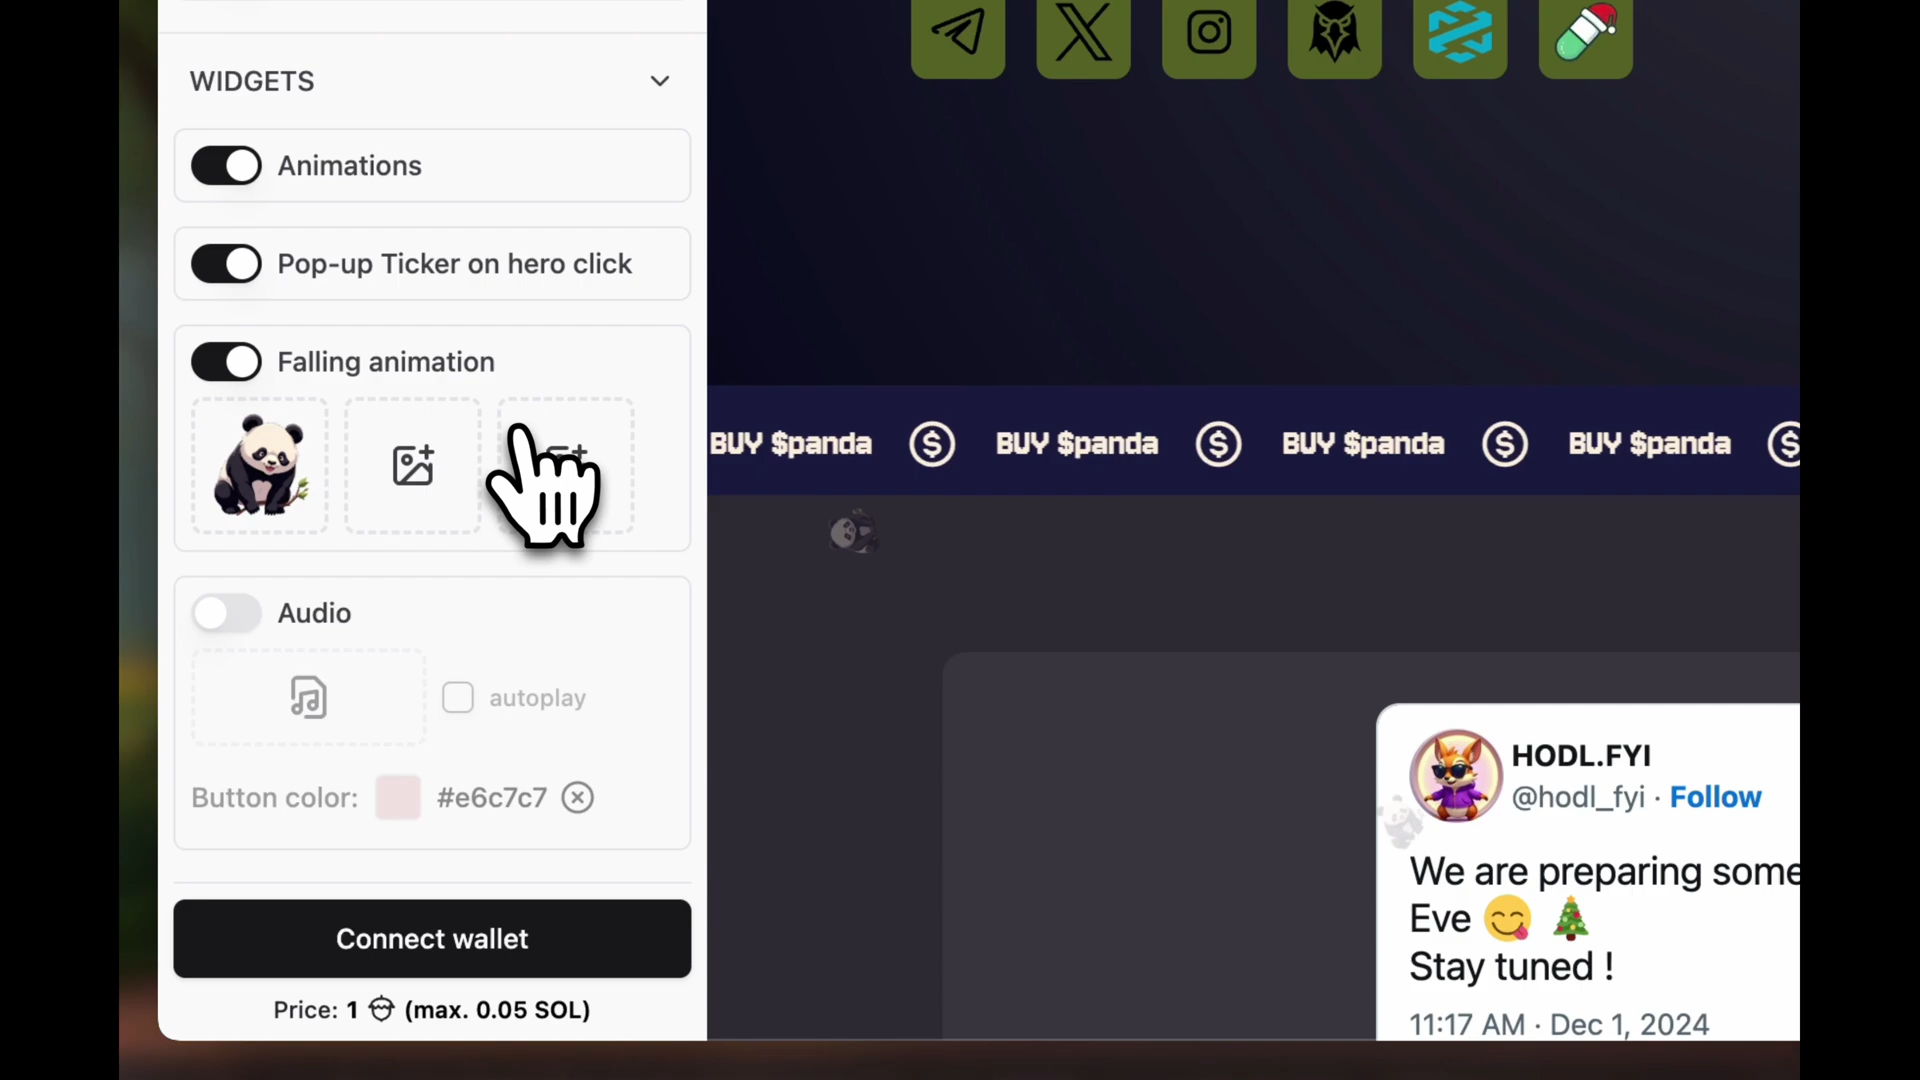 WIDGETS
Animations
Pop-up Ticker on hero click
Falling animation
Audio
autoplay
Button color: #e6c7c7
Connect wallet
Price: 1 (max. 0.05 SOL)
BUY $panda $ BUY $panda $ BUY $panda $ BUY $panda $
HODL.FYI
@hodl_fyi · Follow
We are preparing some
Eve 😋 🎄
Stay tuned !
11:17 AM · Dec 1, 2024